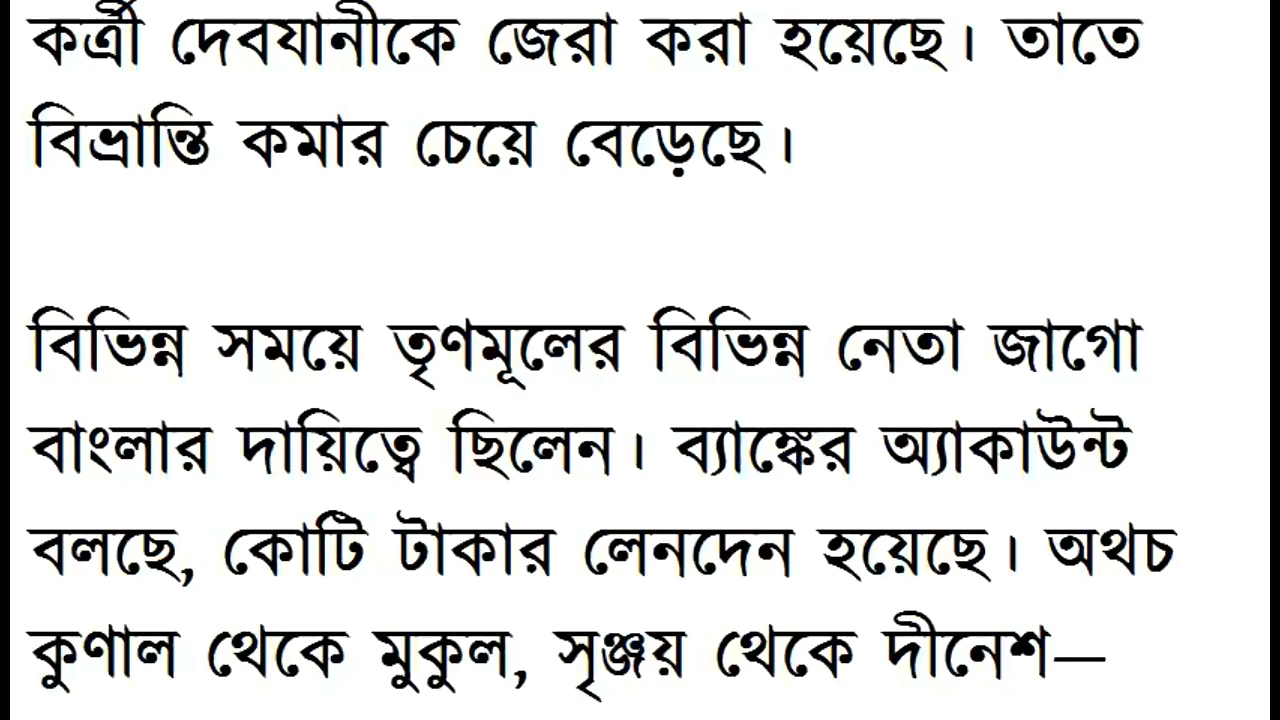 কর্ত্রী দেবযানীকে জেরা করা হয়েছে। তাতে
বিভ্রান্তি কমার চেয়ে বেড়েছে।
বিভিন্ন সময়ে তৃণমূলের বিভিন্ন নেতা জাগো
বাংলার দায়িত্বে ছিলেন। ব্যাঙ্কের অ্যাকাউন্ট
বলছে, কোটি টাকার লেনদেন হয়েছে। অথচ
কুণাল থেকে মুকুল, সৃঞ্জয় থেকে দীনেশ—